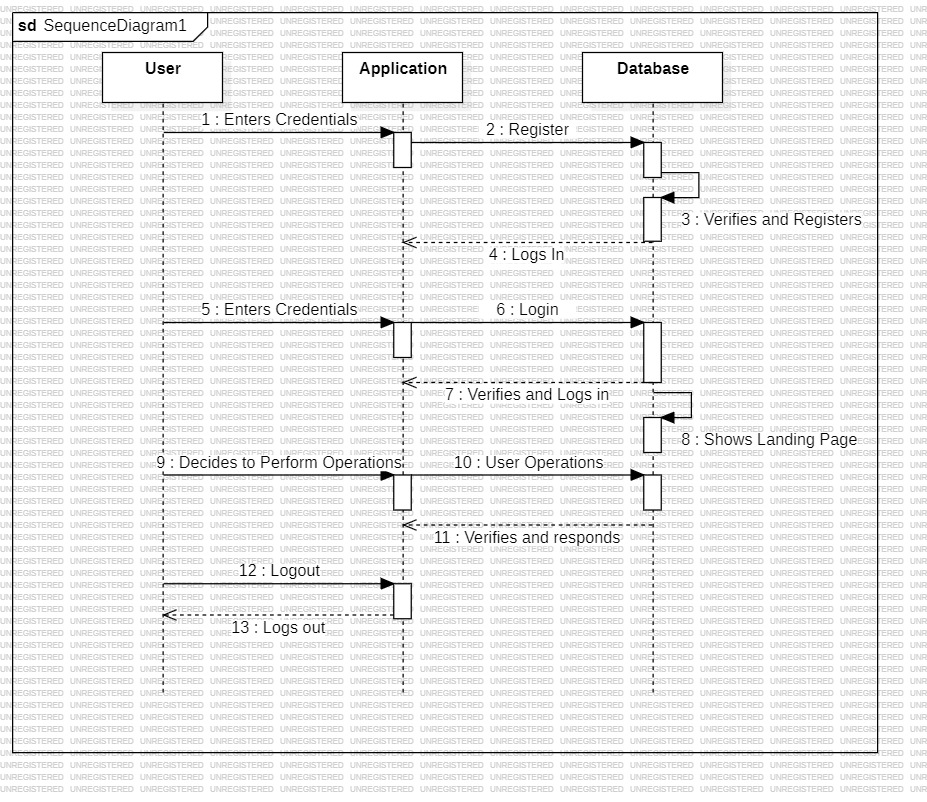 sd SequenceDiagram1
User
Application
Database
1 : Enters Credentials
2 : Register
3 : Verifies and Registers
4 : Logs In
5 : Enters Credentials
6 : Login
7 : Verifies and Logs in
8 : Shows Landing Page
9 : Decides to Perform Operations
10 : User Operations
11 : Verifies and responds
12 : Logout
13 : Logs out
UNREGISTERED